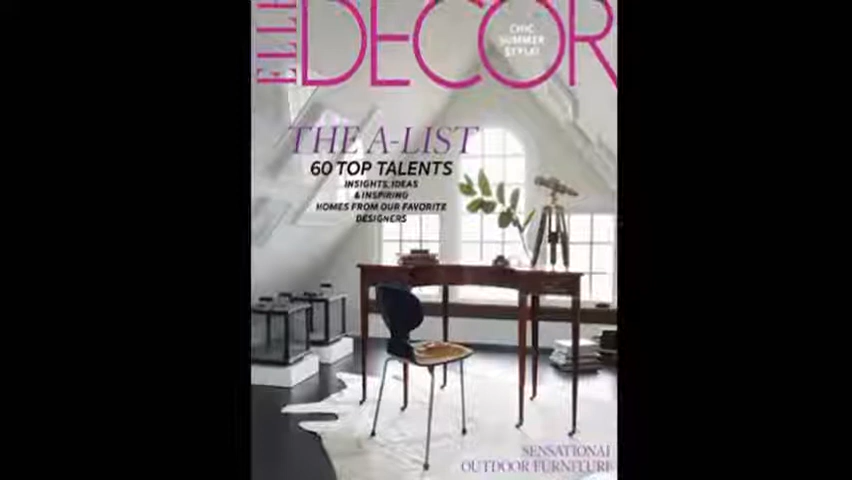 ELLE DECOR
CHIC
SUMMER
STYLE!
THE A-LIST
60 TOP TALENTS
INSIGHTS, IDEAS
& INSPIRING
HOMES FROM OUR FAVORITE
DESIGNERS
SENSATIONAL
OUTDOOR FURNITURE